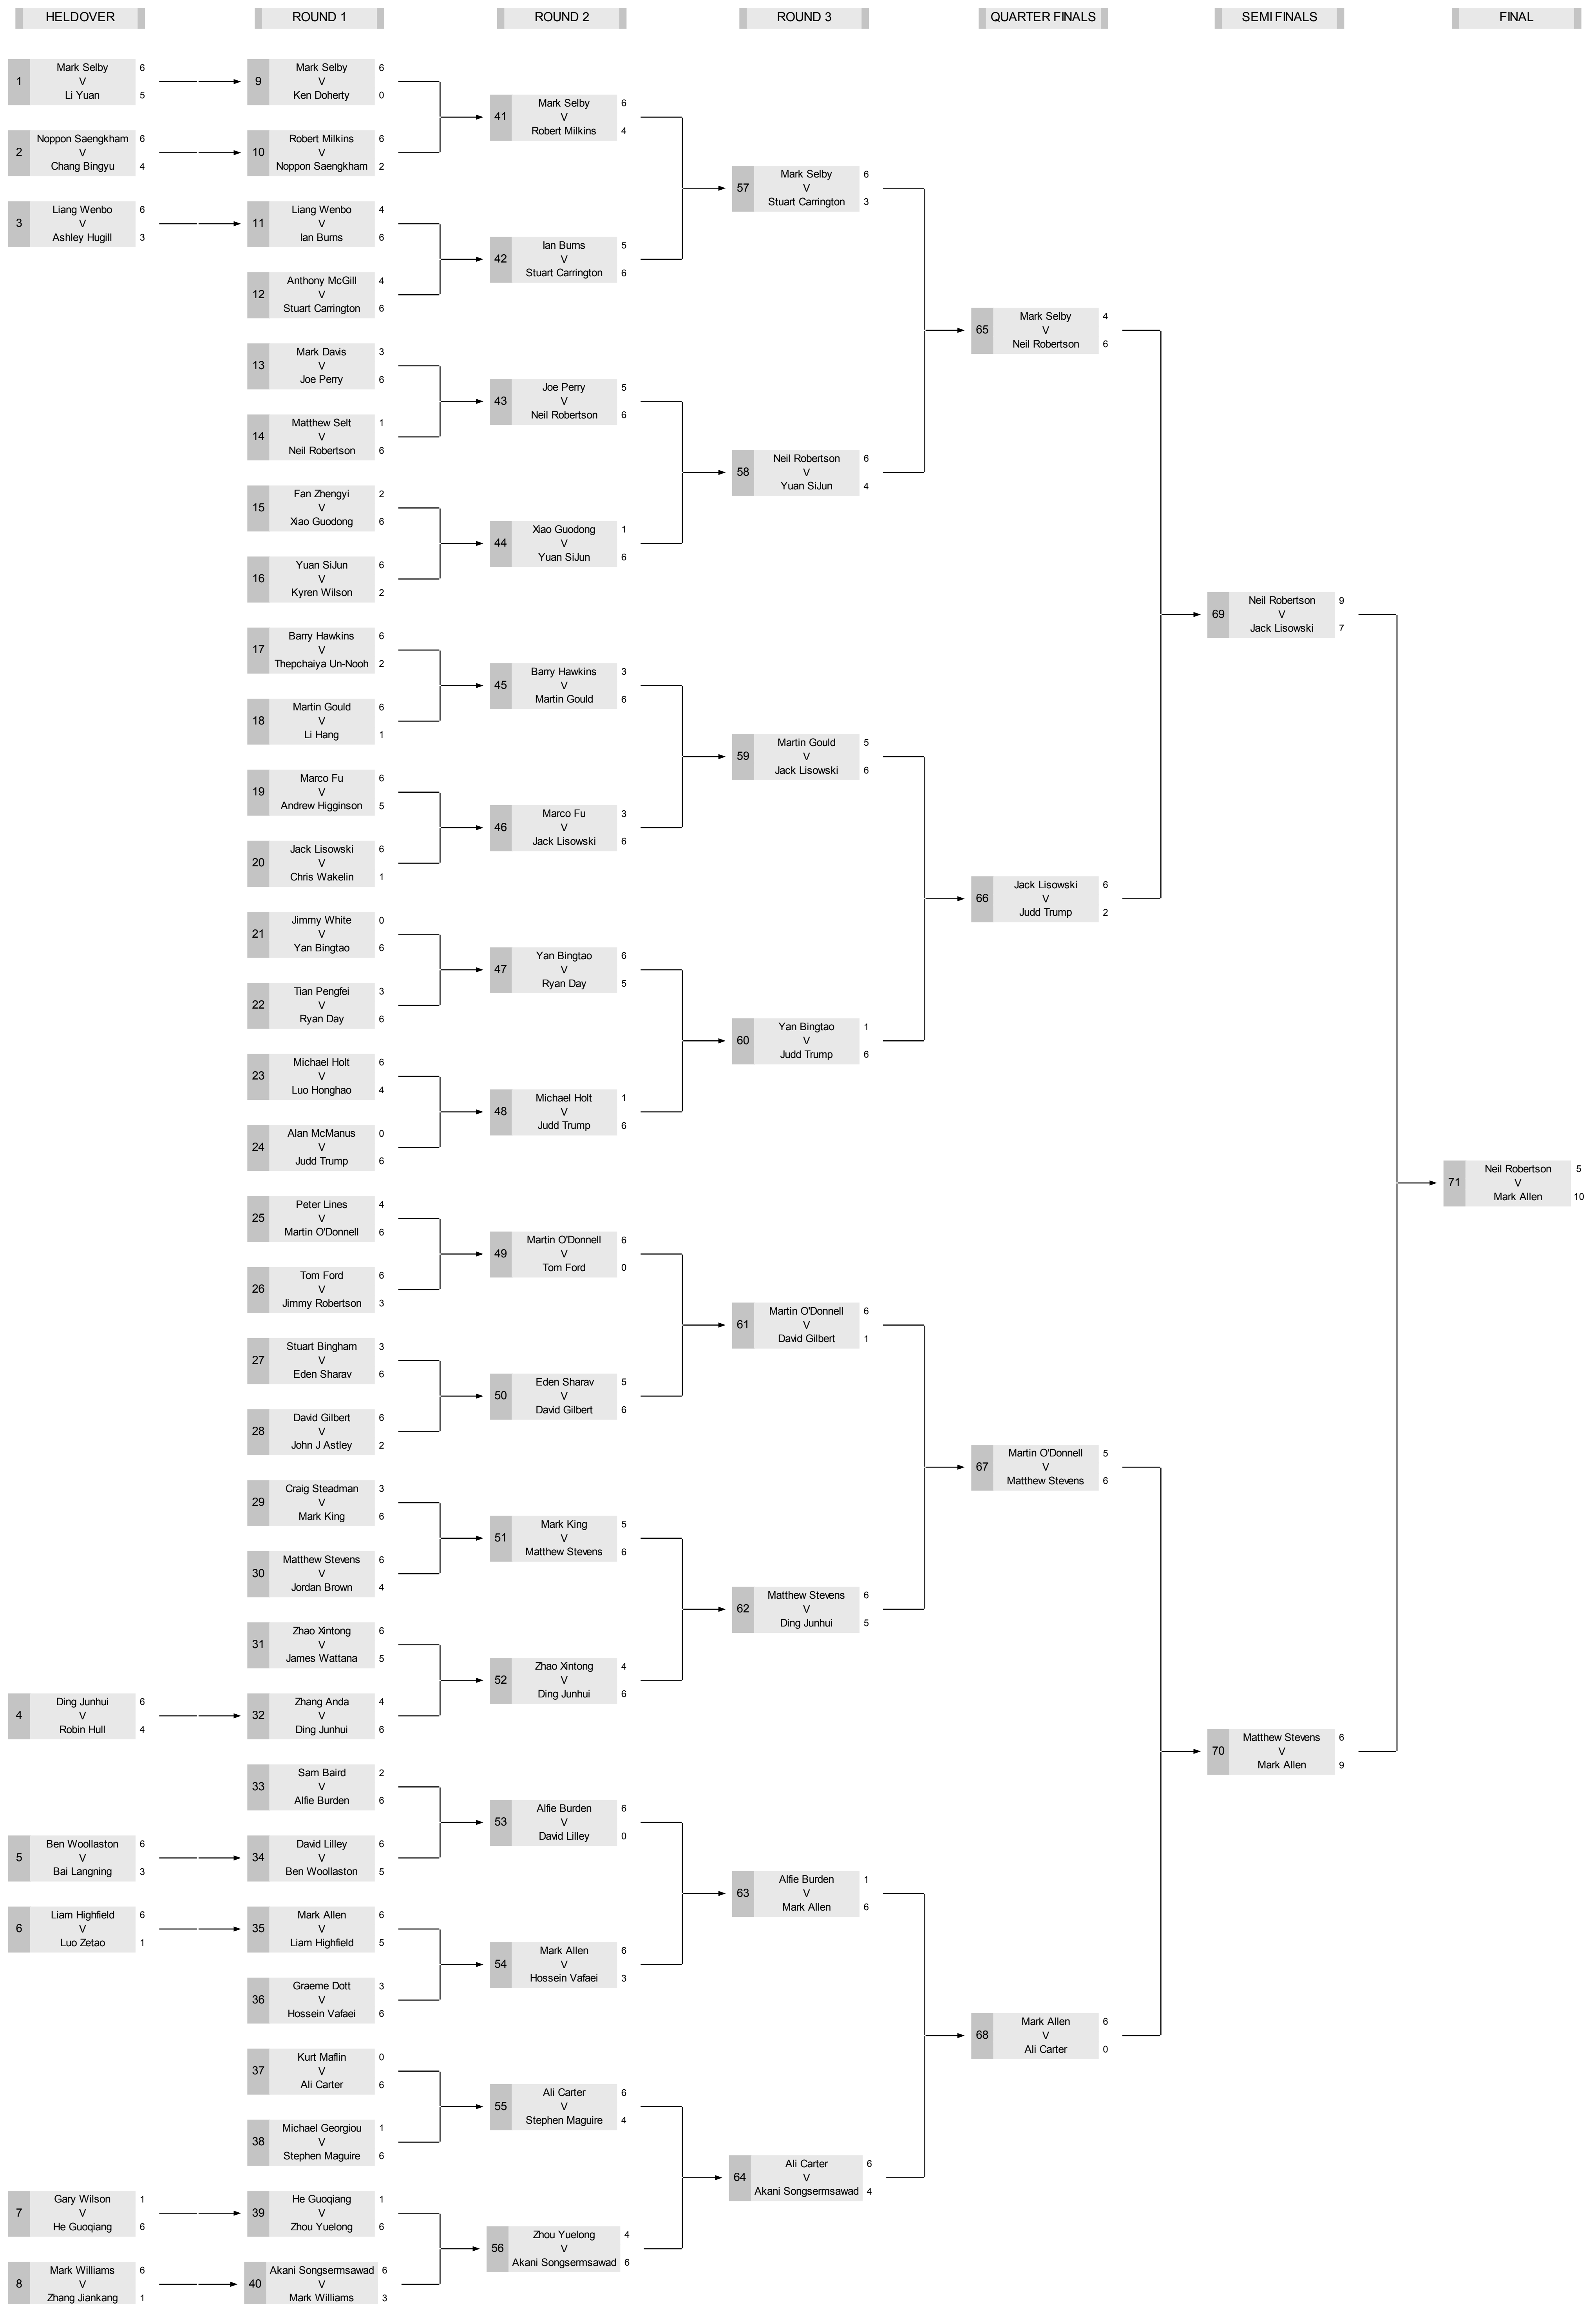 HELDOVER
ROUND 1
ROUND 2
ROUND 3
QUARTER FINALS
SEMI FINALS
FINAL
1
Mark Selby 6
V
Li Yuan 5
2
Noppon Saengkham 6
V
Chang Bingyu 4
3
Liang Wenbo 6
V
Ashley Hugill 3
4
Ding Junhui 6
V
Robin Hull 4
5
Ben Woollaston 6
V
Bai Langning 3
6
Liam Highfield 6
V
Luo Zetao 1
7
Gary Wilson 1
V
He Guoqiang 6
8
Mark Williams 6
V
Zhang Jiankang 1
9
Mark Selby 6
V
Ken Doherty 0
10
Robert Milkins 6
V
Noppon Saengkham 2
11
Liang Wenbo 4
V
Ian Burns 6
12
Anthony McGill 4
V
Stuart Carrington 6
13
Mark Davis 3
V
Joe Perry 6
14
Matthew Selt 1
V
Neil Robertson 6
15
Fan Zhengyi 2
V
Xiao Guodong 6
16
Yuan SiJun 6
V
Kyren Wilson 2
17
Barry Hawkins 6
V
Thepchaiya Un-Nooh 2
18
Martin Gould 6
V
Li Hang 1
19
Marco Fu 6
V
Andrew Higginson 5
20
Jack Lisowski 6
V
Chris Wakelin 1
21
Jimmy White 0
V
Yan Bingtao 6
22
Tian Pengfei 3
V
Ryan Day 6
23
Michael Holt 6
V
Luo Honghao 4
24
Alan McManus 0
V
Judd Trump 6
25
Peter Lines 4
V
Martin O'Donnell 6
26
Tom Ford 6
V
Jimmy Robertson 3
27
Stuart Bingham 3
V
Eden Sharav 6
28
David Gilbert 6
V
John J Astley 2
29
Craig Steadman 3
V
Mark King 6
30
Matthew Stevens 6
V
Jordan Brown 4
31
Zhao Xintong 6
V
James Wattana 5
32
Zhang Anda 4
V
Ding Junhui 6
33
Sam Baird 2
V
Alfie Burden 6
34
David Lilley 6
V
Ben Woollaston 5
35
Mark Allen 6
V
Liam Highfield 5
36
Graeme Dott 3
V
Hossein Vafaei 6
37
Kurt Maflin 0
V
Ali Carter 6
38
Michael Georgiou 1
V
Stephen Maguire 6
39
He Guoqiang 1
V
Zhou Yuelong 6
40
Akani Songsermsawad 6
V
Mark Williams 3
41
Mark Selby 6
V
Robert Milkins 4
42
Ian Burns 5
V
Stuart Carrington 6
43
Joe Perry 5
V
Neil Robertson 6
44
Xiao Guodong 1
V
Yuan SiJun 6
45
Barry Hawkins 3
V
Martin Gould 6
46
Marco Fu 3
V
Jack Lisowski 6
47
Yan Bingtao 6
V
Ryan Day 5
48
Michael Holt 1
V
Judd Trump 6
49
Martin O'Donnell 6
V
Tom Ford 0
50
Eden Sharav 5
V
David Gilbert 6
51
Mark King 5
V
Matthew Stevens 6
52
Zhao Xintong 4
V
Ding Junhui 6
53
Alfie Burden 6
V
David Lilley 0
54
Mark Allen 6
V
Hossein Vafaei 3
55
Ali Carter 6
V
Stephen Maguire 4
56
Zhou Yuelong 4
V
Akani Songsermsawad 6
57
Mark Selby 6
V
Stuart Carrington 3
58
Neil Robertson 6
V
Yuan SiJun 4
59
Martin Gould 5
V
Jack Lisowski 6
60
Yan Bingtao 1
V
Judd Trump 6
61
Martin O'Donnell 6
V
David Gilbert 1
62
Matthew Stevens 6
V
Ding Junhui 5
63
Alfie Burden 1
V
Mark Allen 6
64
Ali Carter 6
V
Akani Songsermsawad 4
65
Mark Selby 4
V
Neil Robertson 6
66
Jack Lisowski 6
V
Judd Trump 2
67
Martin O'Donnell 5
V
Matthew Stevens 6
68
Mark Allen 6
V
Ali Carter 0
69
Neil Robertson 9
V
Jack Lisowski 7
70
Matthew Stevens 6
V
Mark Allen 9
71
Neil Robertson 5
V
Mark Allen 10